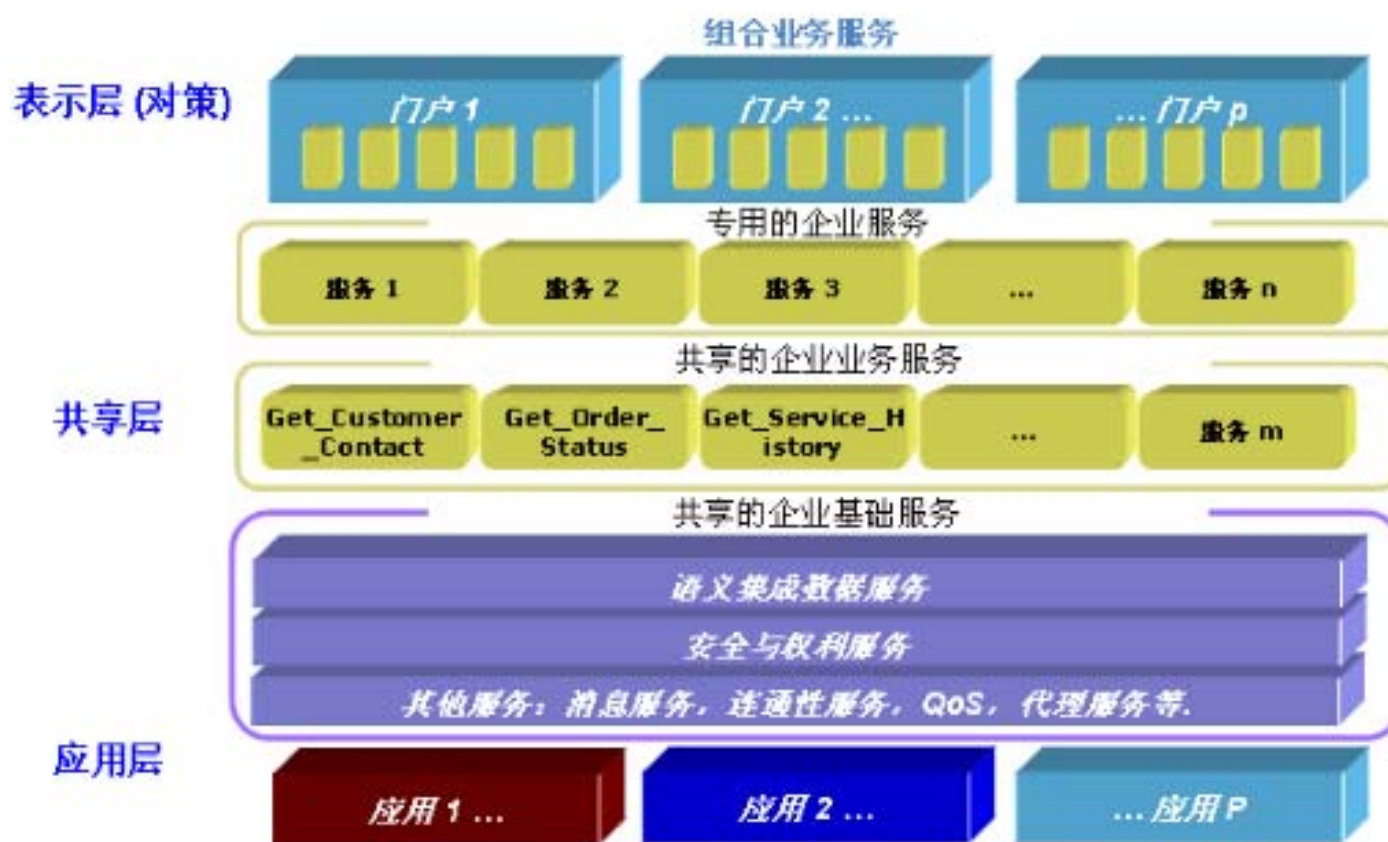 组合业务服务
表示层 (对策)
门户 1
门户 2 ...
... 门户 p
专用的企业服务
服务 1
服务 2
服务 3
...
服务 n
共享的企业业务服务
共享层
Get_Customer
_Contact
Get_Order_
Status
Get_Service_H
istory
...
服务 m
共享的企业基础服务
语义集成数据服务
安全与权利服务
其他服务：消息服务，连通性服务，QoS，代理服务等.
应用层
应用 1 ...
应用 2 ...
... 应用 P